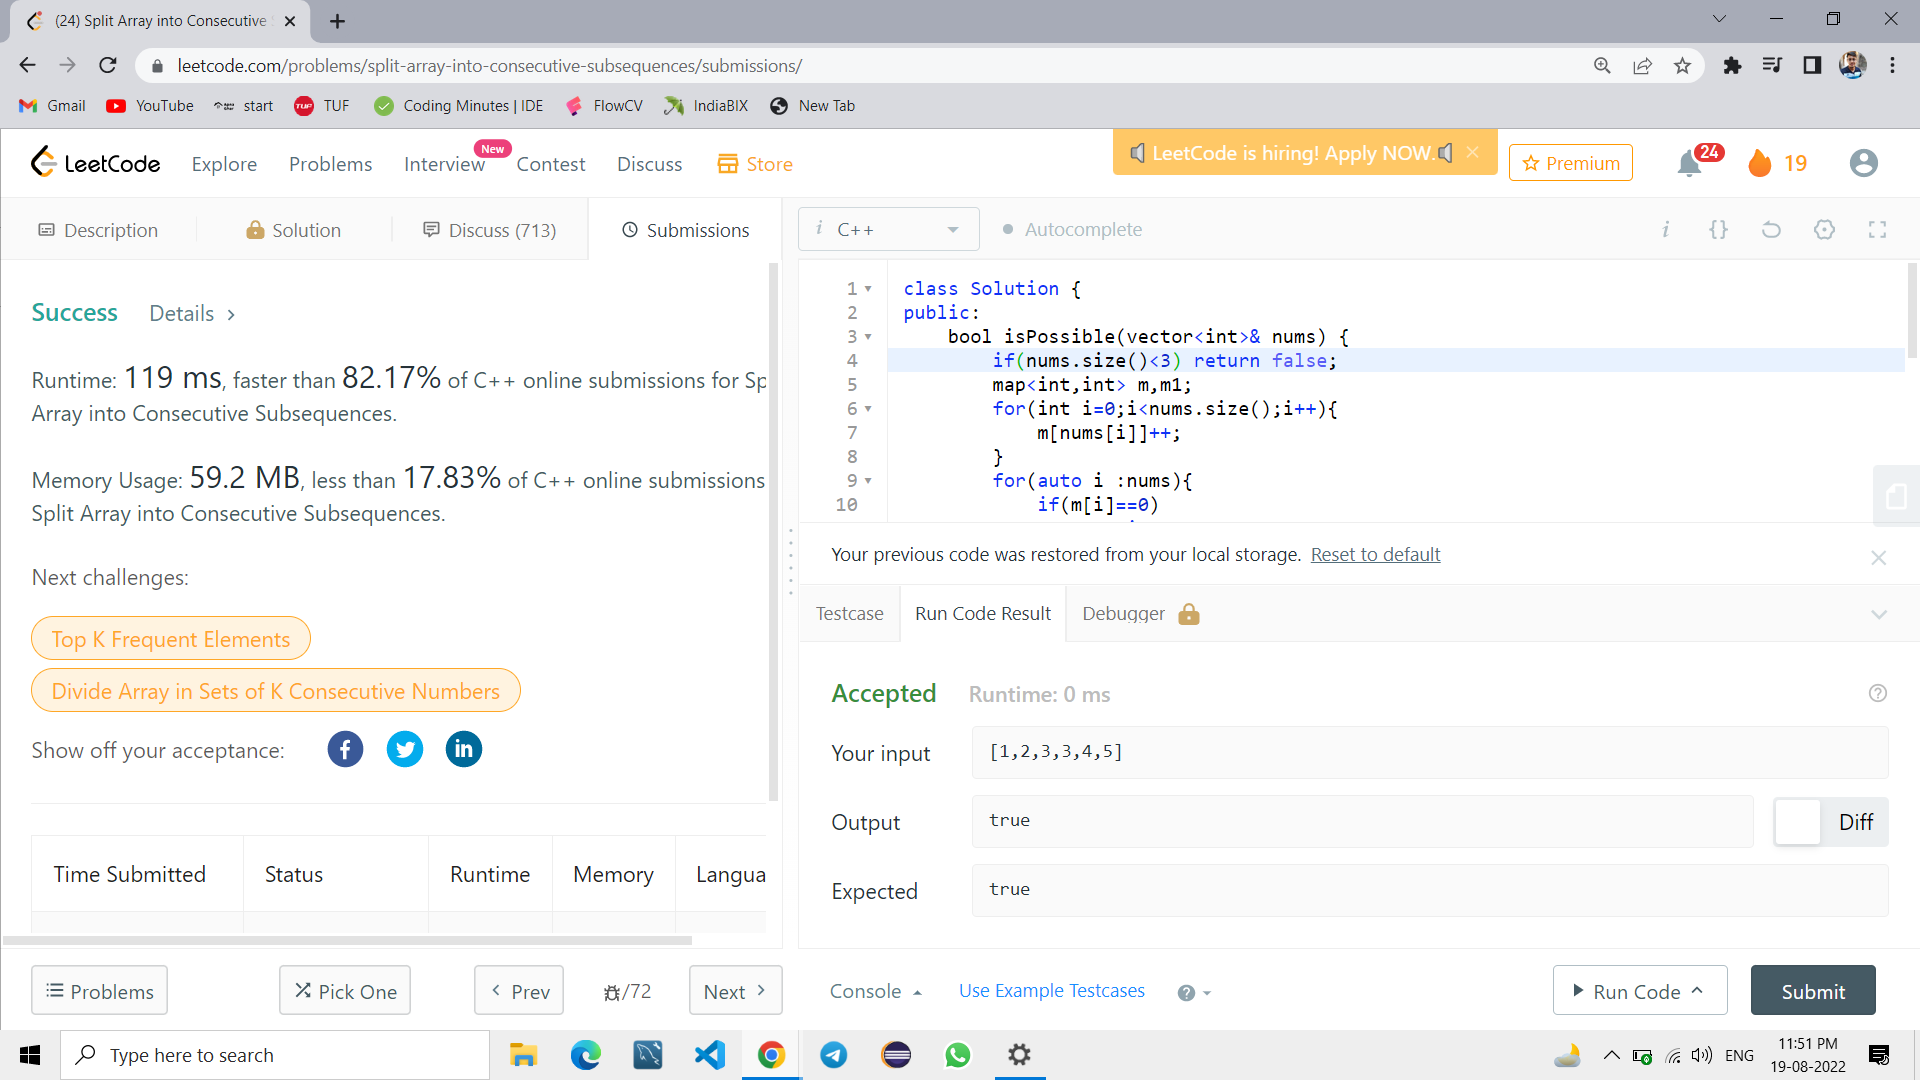 (24) Split Array into Consecutive
leetcode.com/problems/split-array-into-consecutive-subsequences/submissions/
Gmail YouTube start TUF Coding Minutes | IDE FlowCV IndiaBIX New Tab
LeetCode Explore Problems Interview New Contest Discuss Store LeetCode is hiring! Apply NOW. Premium 24 19
Description Solution Discuss (713) Submissions
C++ Autocomplete
Success Details
Runtime: 119 ms, faster than 82.17% of C++ online submissions for Sp
Array into Consecutive Subsequences.
Memory Usage: 59.2 MB, less than 17.83% of C++ online submissions
Split Array into Consecutive Subsequences.
Next challenges:
Top K Frequent Elements
Divide Array in Sets of K Consecutive Numbers
Show off your acceptance:
Time Submitted Status Runtime Memory Langua
1 class Solution {
2 public:
3 bool isPossible(vector<int>& nums) {
4 if(nums.size()<3) return false;
5 map<int,int> m,m1;
6 for(int i=0;i<nums.size();i++){
7 m[nums[i]]++;
8 }
9 for(auto i :nums){
10 if(m[i]==0)
Your previous code was restored from your local storage. Reset to default
Testcase Run Code Result Debugger
Accepted Runtime: 0 ms
Your input [1,2,3,3,4,5]
Output true Diff
Expected true
Problems Pick One Prev /72 Next Console Use Example Testcases Run Code Submit
Type here to search
ENG
11:51 PM
19-08-2022